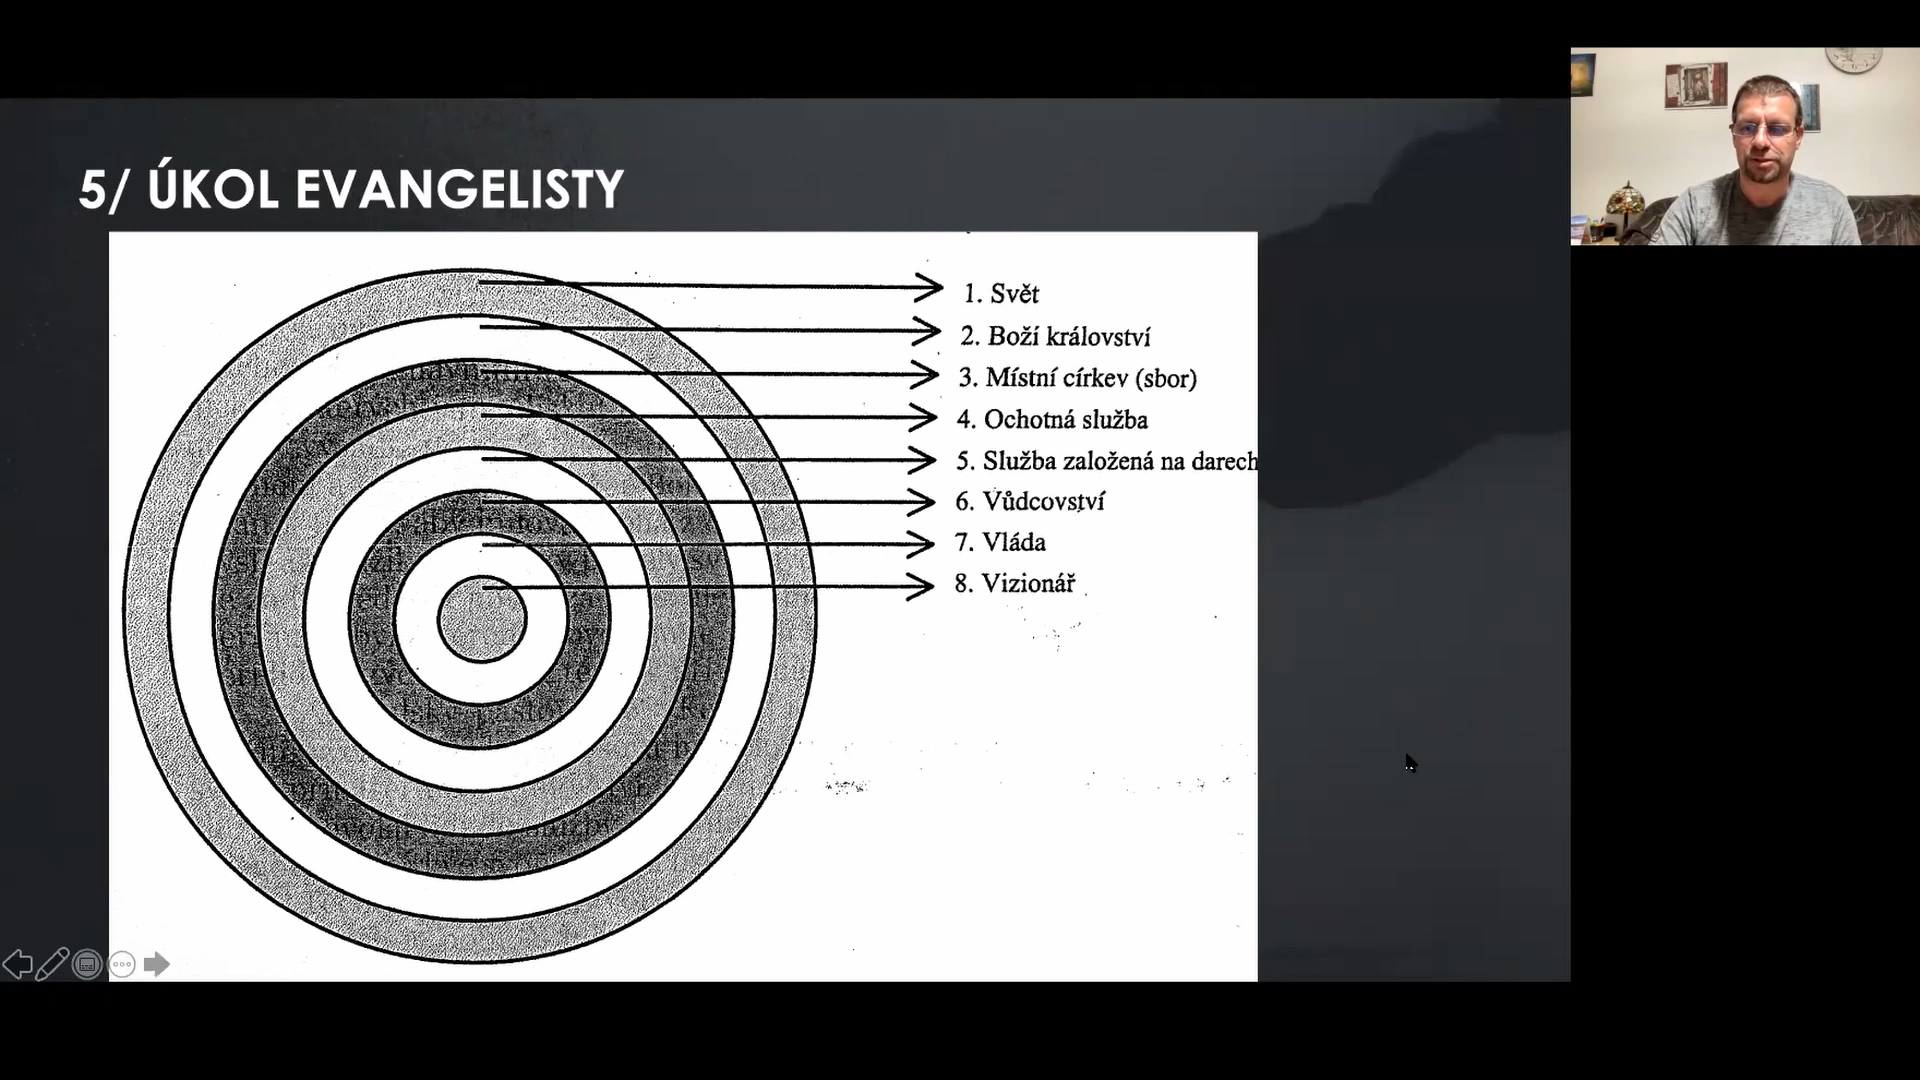 5/ ÚKOL EVANGELISTY
1. Svět
2. Boží království
3. Místní církev (sbor)
4. Ochotná služba
5. Služba založená na darech
6. Vůdcovství
7. Vláda
8. Vizionář